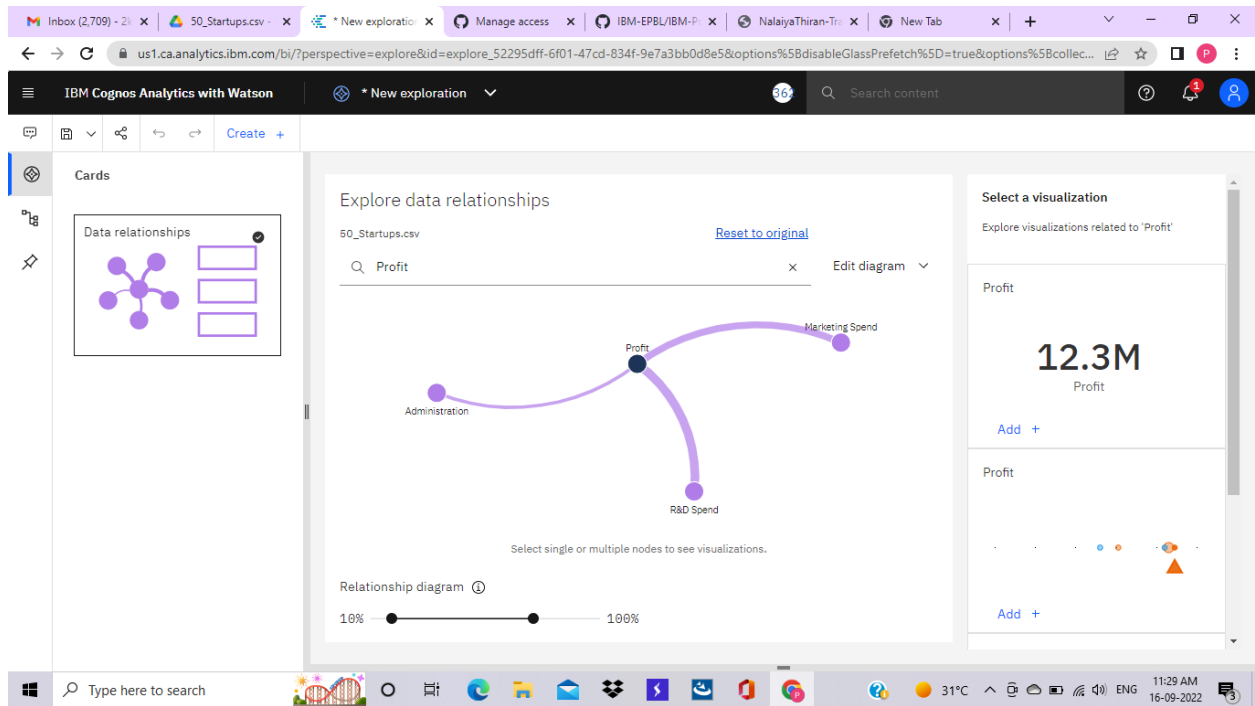 Inbox (2,709) - 2k
50_Startups.csv -
* New exploration
Manage access
IBM-EPBL/IBM-Pr
NalaiyaThiran-Tra
New Tab
us1.ca.analytics.ibm.com/bi/?perspective=explore&id=explore_52295dff-6f01-47cd-834f-9e7a3bb0d8e5&options%5BdisableGlassPrefetch%5D=true&options%5Bcollec...
P
IBM Cognos Analytics with Watson
* New exploration
362
Search content
1
Create +
Cards
Data relationships
Explore data relationships
50_Startups.csv
Reset to original
Profit
Edit diagram
Marketing Spend
Profit
Administration
R&D Spend
Select single or multiple nodes to see visualizations.
Relationship diagram
10%
100%
Select a visualization
Explore visualizations related to 'Profit'
Profit
12.3M
Profit
Add +
Profit
Add +
Type here to search
31°C
ENG
11:29 AM
16-09-2022
3